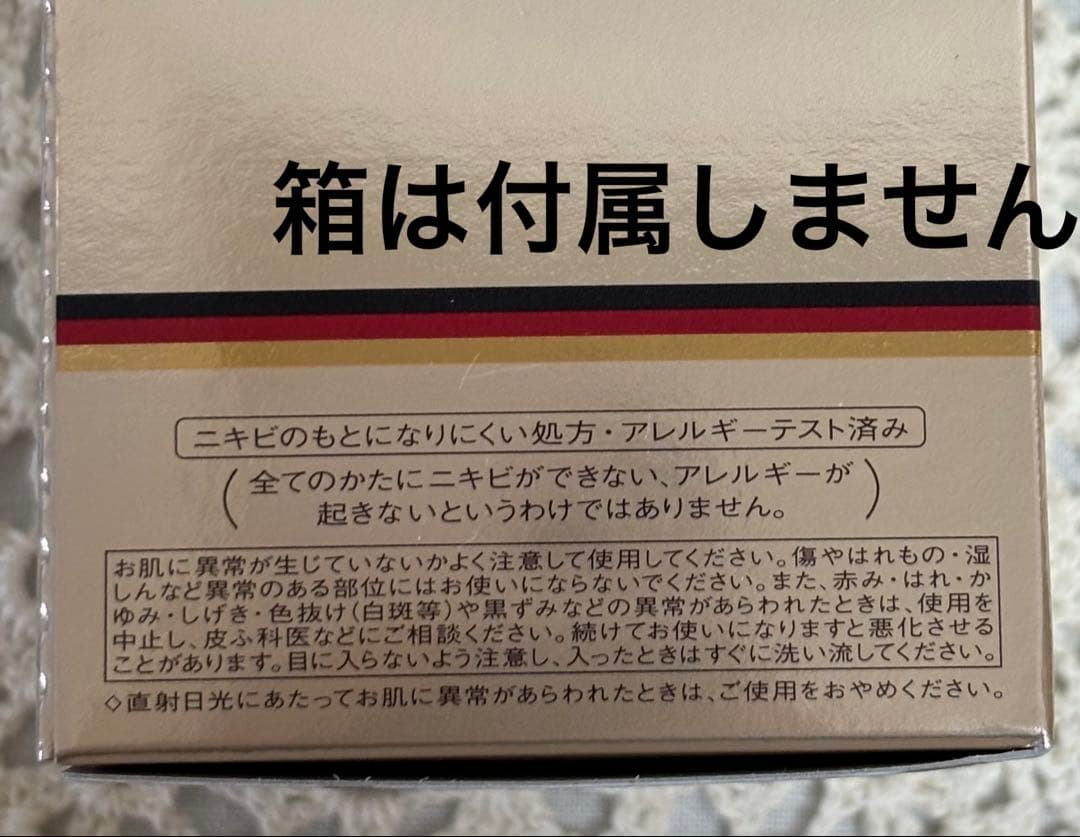 箱は付属しません
ニキビのもとになりにくい処方・アレルギーテスト済み
(全てのかたにニキビができない、アレルギーが
起きないというわけではありません。)
お肌に異常が生じていないかよく注意して使用してください。傷やはれもの・湿
しんなど異常のある部位にはお使いにならないでください。また、赤み・はれ・か
ゆみ・しげき・色抜け(白斑等)や黒ずみなどの異常があらわれたときは、使用を
中止し、皮ふ科医などにご相談ください。続けてお使いになりますと悪化させる
ことがあります。目に入らないよう注意し、入ったときはすぐに洗い流してください。
◇直射日光にあたってお肌に異常があらわれたときは、ご使用をおやめください。